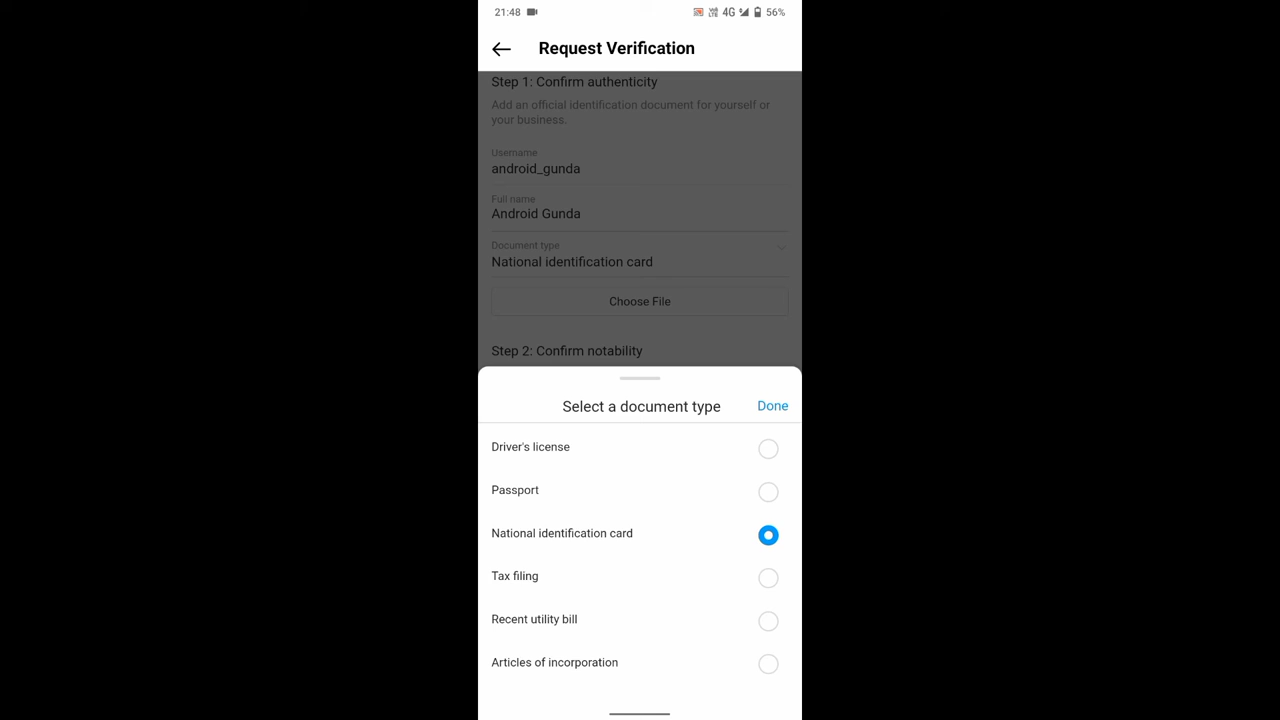 21:48 4G 56%
Request Verification
Step 1: Confirm authenticity
Add an official identification document for yourself or
your business.
Username
android_gunda
Full name
Android Gunda
Document type
National identification card
Choose File
Step 2: Confirm notability
Select a document type Done
Driver's license
Passport
National identification card
Tax filing
Recent utility bill
Articles of incorporation